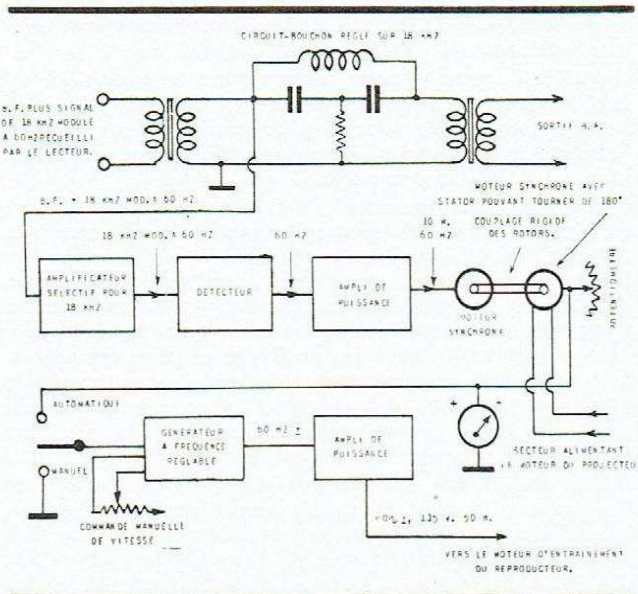 CIRCUIT-BOUCHON REGLE SUR 18 KHZ
B.F. PLUS SIGNAL
DE 18 KHZ MODULE
A 60HZ RECUEILLI
PAR LE LECTEUR.
SORTIE B.F.
MOTEUR SYNCHRONE AVEC
STATOR POUVANT TOURNER DE 180°
B.F. + 18 KHZ MOD. A 60 HZ
18 KHZ MOD. A 60 HZ
60 HZ
10 W.
60 HZ
COUPLAGE RIGIDE
DES ROTORS.
AMPLIFICATEUR
SELECTIF POUR
18 KHZ
DETECTEUR
AMPLI DE
PUISSANCE
MOTEUR
SYNCHRONE
POTENTIOMETRE
AUTOMATIQUE
MANUEL
GENERATEUR
A FREQUENCE
REGLABLE
60 HZ ±
AMPLI DE
PUISSANCE
+ -
SECTEUR ALIMENTANT
LE MOTEUR DU PROJECTEUR
COMMANDE MANUELLE
DE VITESSE
±, 115 V. 50 W.
VERS LE MOTEUR D'ENTRAINEMENT
DU REPRODUCTEUR.